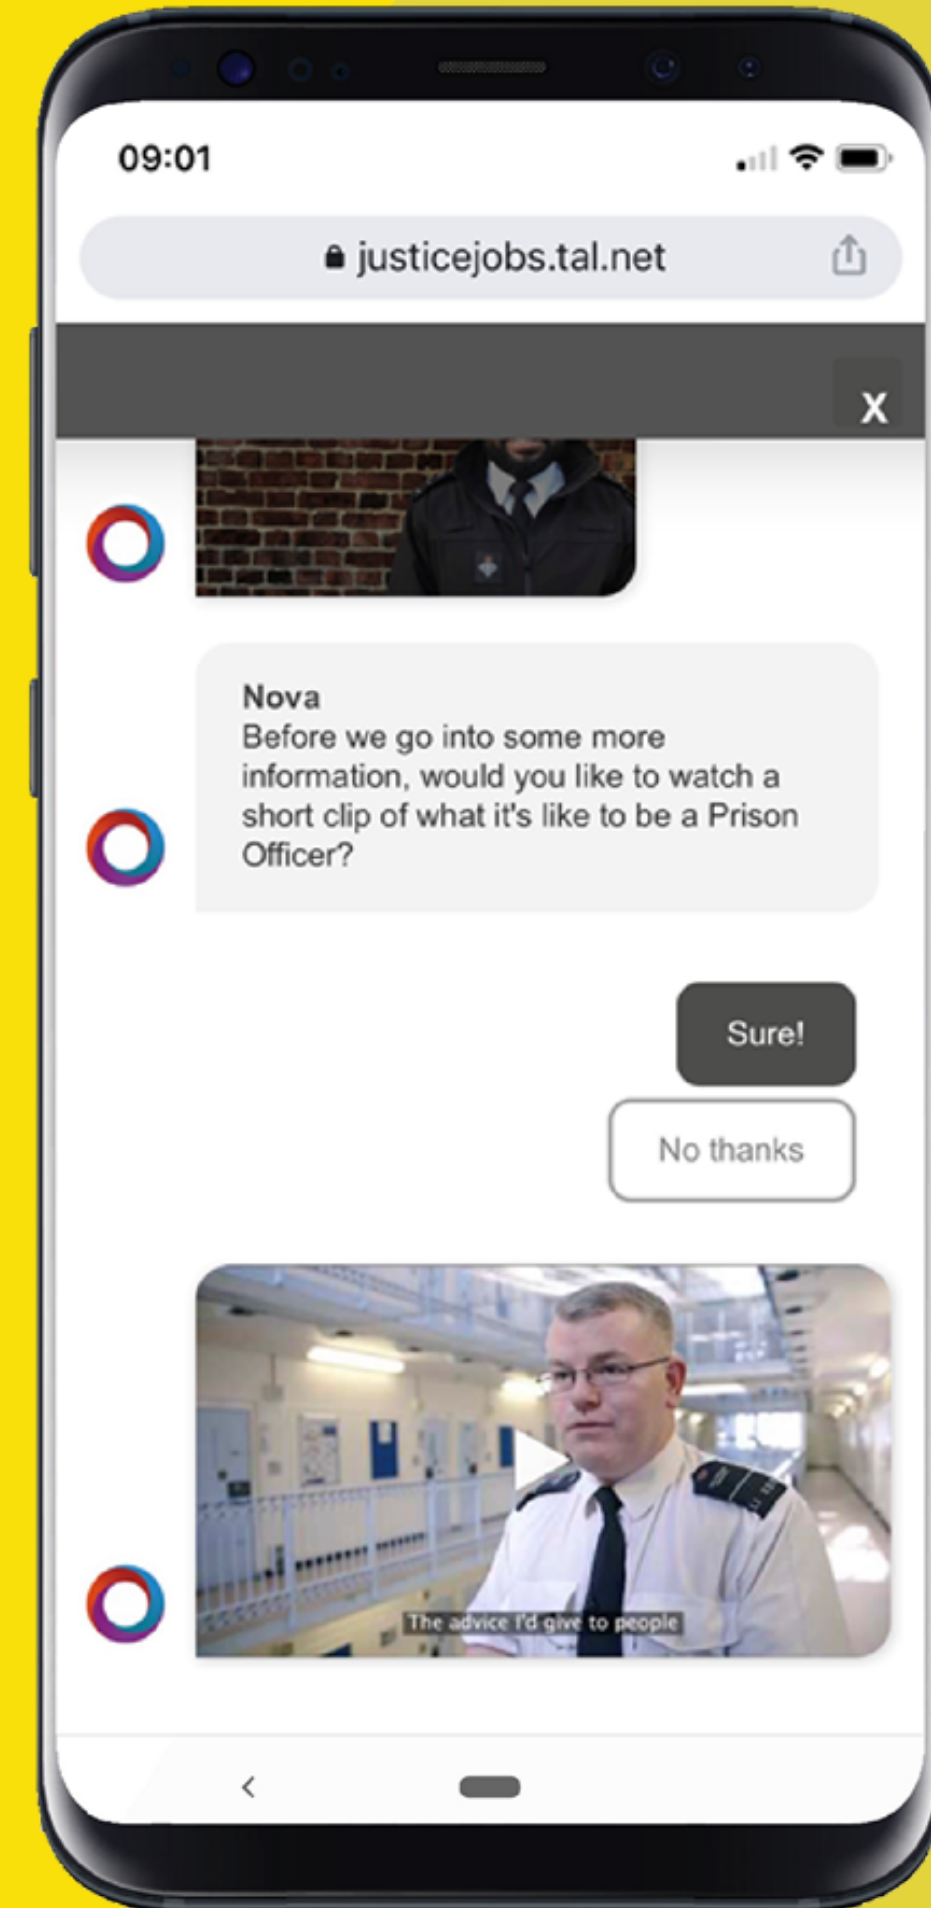 09:01
justicejobs.tal.net
X
Nova
Before we go into some more
information, would you like to watch a
short clip of what it's like to be a Prison
Officer?
Sure!
No thanks
The advice I'd give to people